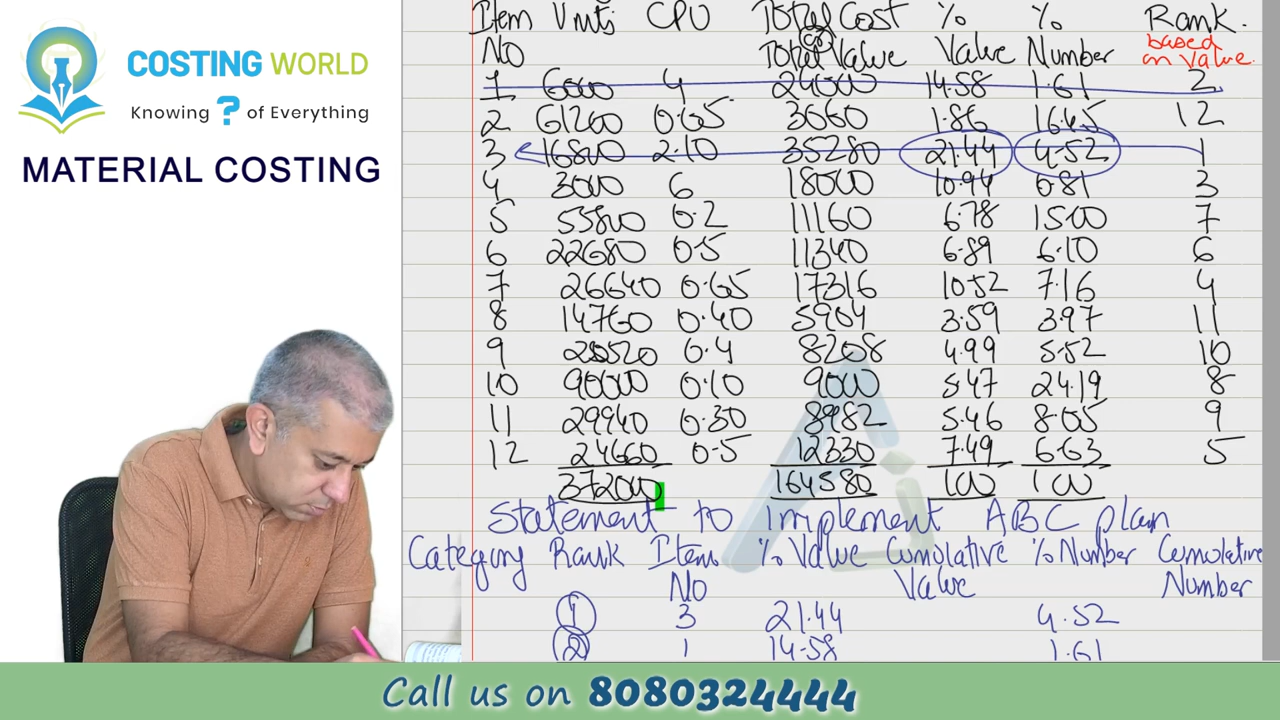 COSTING WORLD
Knowing ? of Everything
MATERIAL COSTING
Item Units CPU Total Cost % % Rank.
NO (or) Total Value Value Number based on Value.
1 6000 4 24000 14.58 1.61 2
2 61200 0.05 3060 1.86 16.45 12
3 16800 2.10 35280 21.44 4.52 1
4 3000 6 18000 10.94 0.81 3
5 55800 0.2 11160 6.78 15.00 7
6 22680 0.5 11340 6.89 6.10 6
7 26640 0.65 17316 10.52 7.16 4
8 14760 0.40 5904 3.59 3.97 11
9 20520 0.4 8208 4.99 5.52 10
10 90000 0.10 9000 5.47 24.19 8
11 29940 0.30 8982 5.46 8.05 9
12 24660 0.5 12330 7.49 6.63 5
372000 164580 100 100
Statement to Implement ABC plan
Category Rank Item % Value Cumulative % Number Cumulative
NO Value Number
1 3 21.44 4.52
2 1 14.58 1.61
Call us on 8080324444